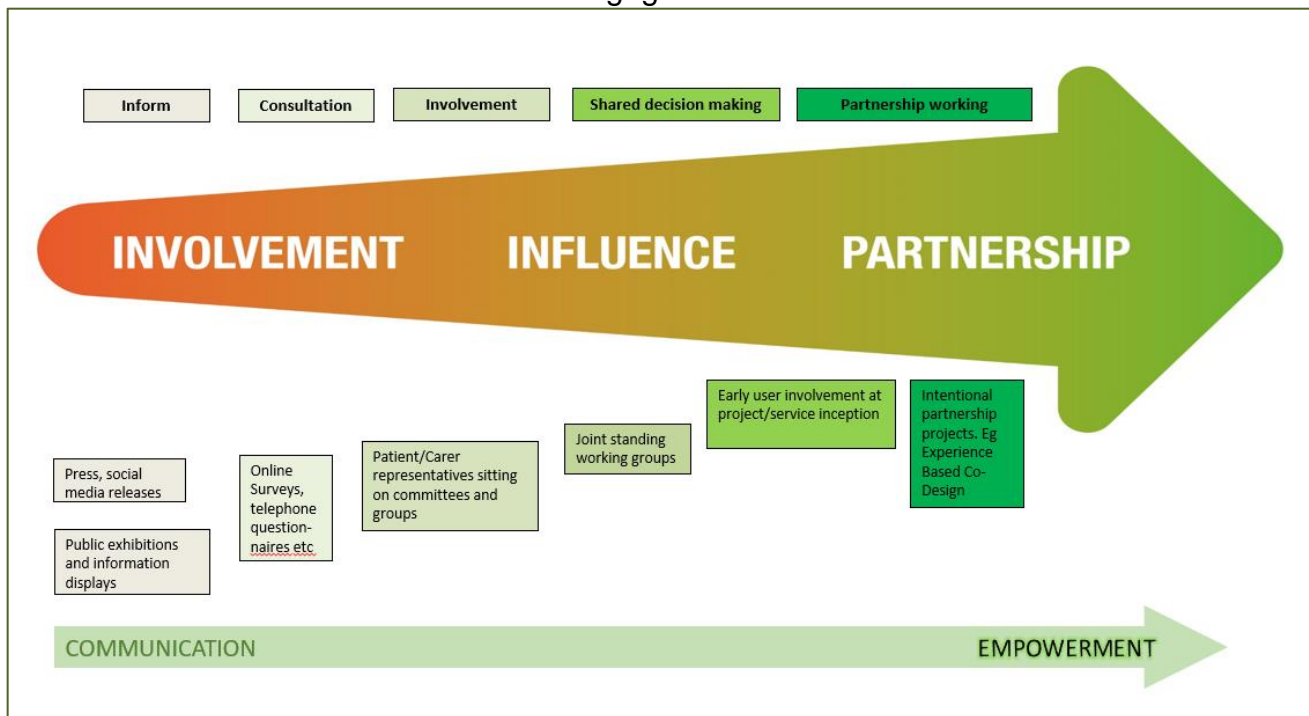 Inform
Consultation
Involvement
Shared decision making
Partnership working
INVOLVEMENT
INFLUENCE
PARTNERSHIP
Press, social
media releases
Public exhibitions
and information
displays
Online
Surveys,
telephone
question-
naires etc
Patient/Carer
representatives sitting
on committees and
groups
Joint standing
working groups
Early user involvement at
project/service inception
Intentional
partnership
projects. Eg
Experience
Based Co-
Design
COMMUNICATION
EMPOWERMENT